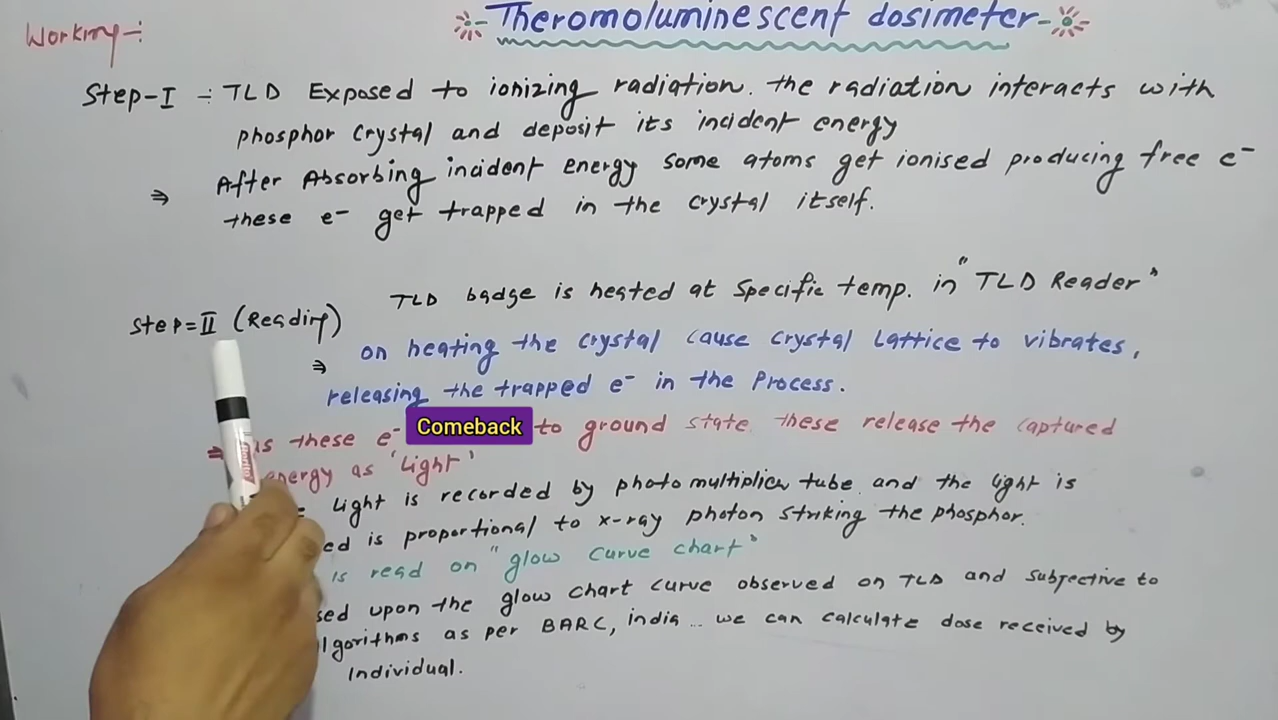 Working-:
Theromoluminescent dosimeter
Step-I :- TLD Exposed to ionizing radiation. the radiation interacts with
phosphor crystal and deposit its incident energy
⇒ After Absorbing incident energy some atoms get ionised producing free e⁻
these e⁻ get trapped in the crystal itself.
Step=II (Reading) TLD badge is heated at specific temp. in "TLD Reader"
⇒ on heating the crystal cause crystal lattice to vibrates,
releasing the trapped e⁻ in the process.
⇒ these e⁻ Comeback to ground state these release the captured
energy as 'light'
light is recorded by photomultiplier tube and the light is
is proportional to x-ray photon striking the phosphor.
is read on "glow curve chart"
upon the glow chart curve observed on TLD and subjective to
as per BARC, india... we can calculate dose received by
Individual.